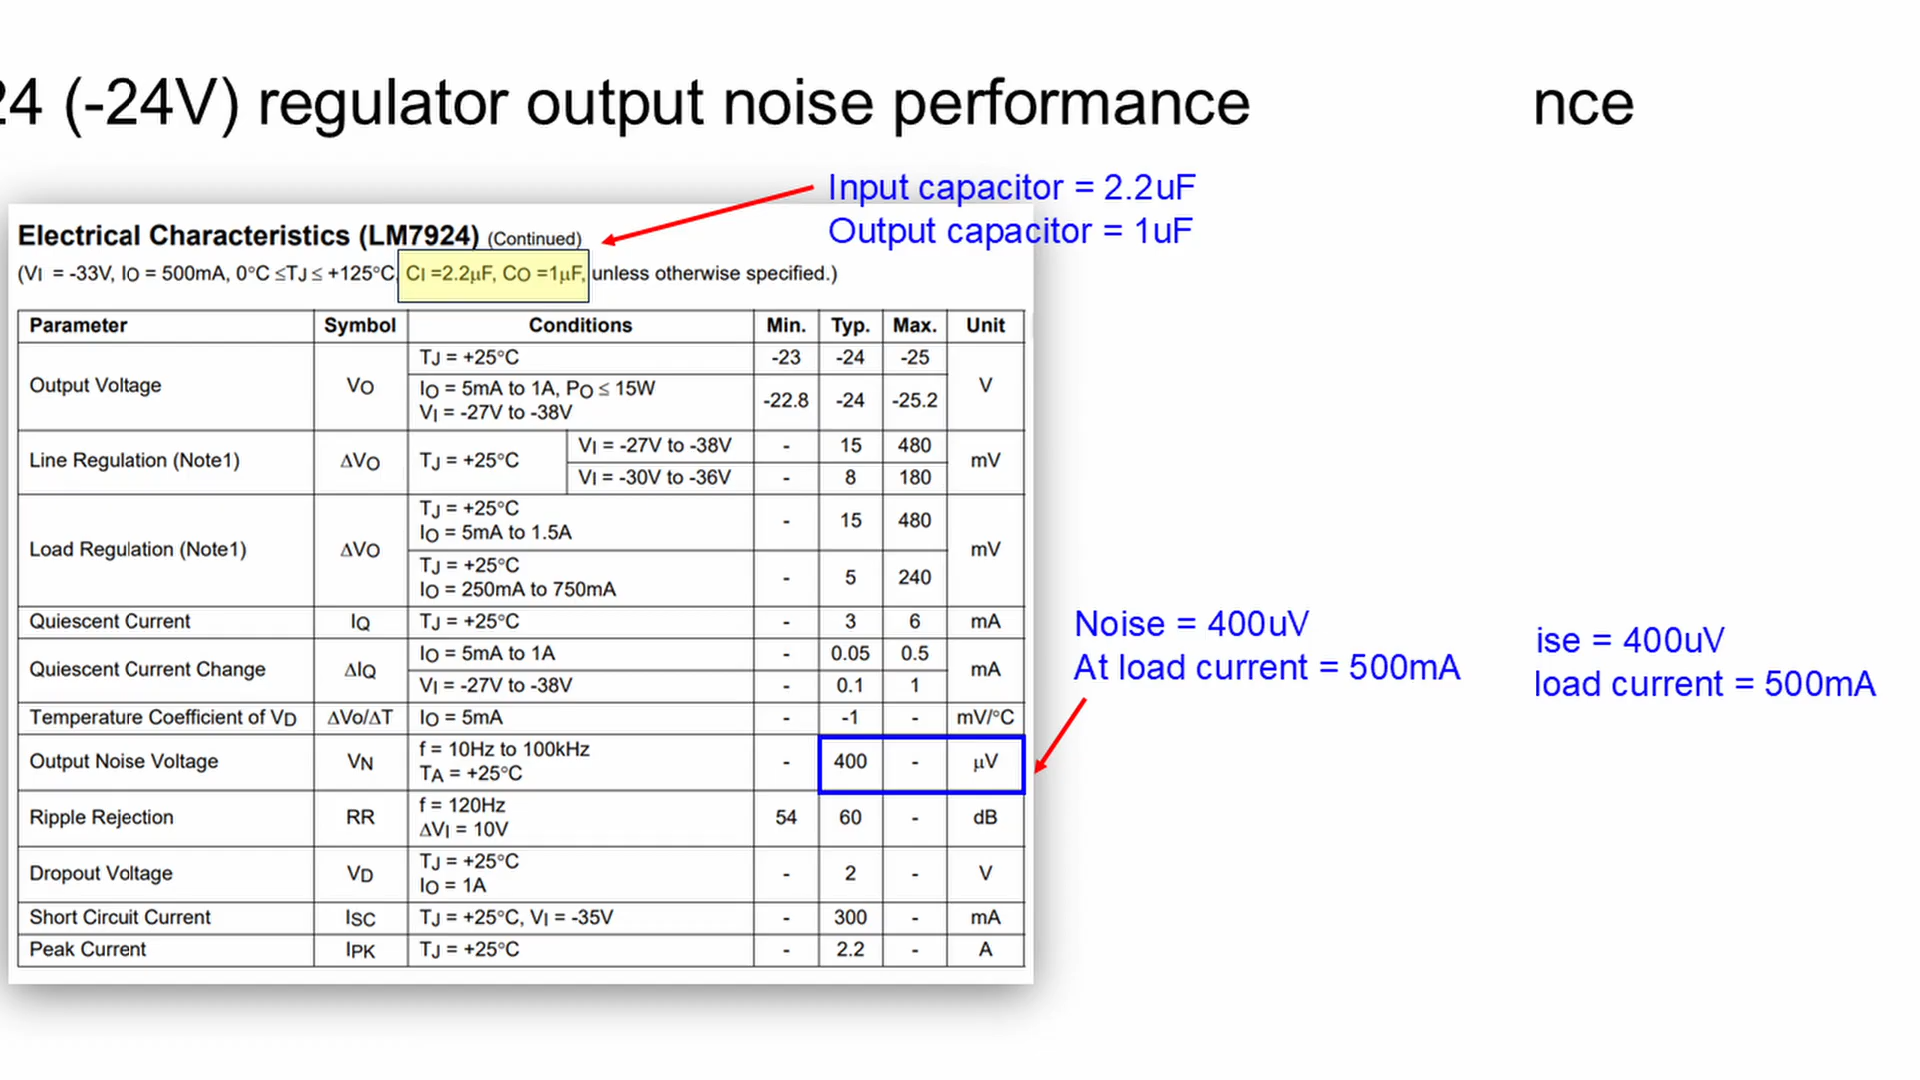 24 (-24V) regulator output noise performance
nce
Input capacitor = 2.2uF
Output capacitor = 1uF
Electrical Characteristics (LM7924) (Continued)
(VI = -33V, IO = 500mA, 0°C ≤TJ ≤ +125°C, CI =2.2μF, CO =1μF, unless otherwise specified.)
Parameter Symbol Conditions Min. Typ. Max. Unit
Output Voltage VO TJ = +25°C -23 -24 -25 V
IO = 5mA to 1A, PO ≤ 15W
VI = -27V to -38V -22.8 -24 -25.2
Line Regulation (Note1) ΔVO TJ = +25°C VI = -27V to -38V - 15 480 mV
VI = -30V to -36V - 8 180
Load Regulation (Note1) ΔVO TJ = +25°C
IO = 5mA to 1.5A - 15 480 mV
TJ = +25°C
IO = 250mA to 750mA - 5 240
Quiescent Current IQ TJ = +25°C - 3 6 mA
Quiescent Current Change ΔIQ IO = 5mA to 1A - 0.05 0.5 mA
VI = -27V to -38V - 0.1 1
Temperature Coefficient of VD ΔVo/ΔT IO = 5mA - -1 - mV/°C
Output Noise Voltage VN f = 10Hz to 100kHz
TA = +25°C - 400 - μV
Ripple Rejection RR f = 120Hz
ΔVI = 10V 54 60 - dB
Dropout Voltage VD TJ = +25°C
IO = 1A - 2 - V
Short Circuit Current ISC TJ = +25°C, VI = -35V - 300 - mA
Peak Current IPK TJ = +25°C - 2.2 - A
Noise = 400uV
At load current = 500mA
ise = 400uV
load current = 500mA